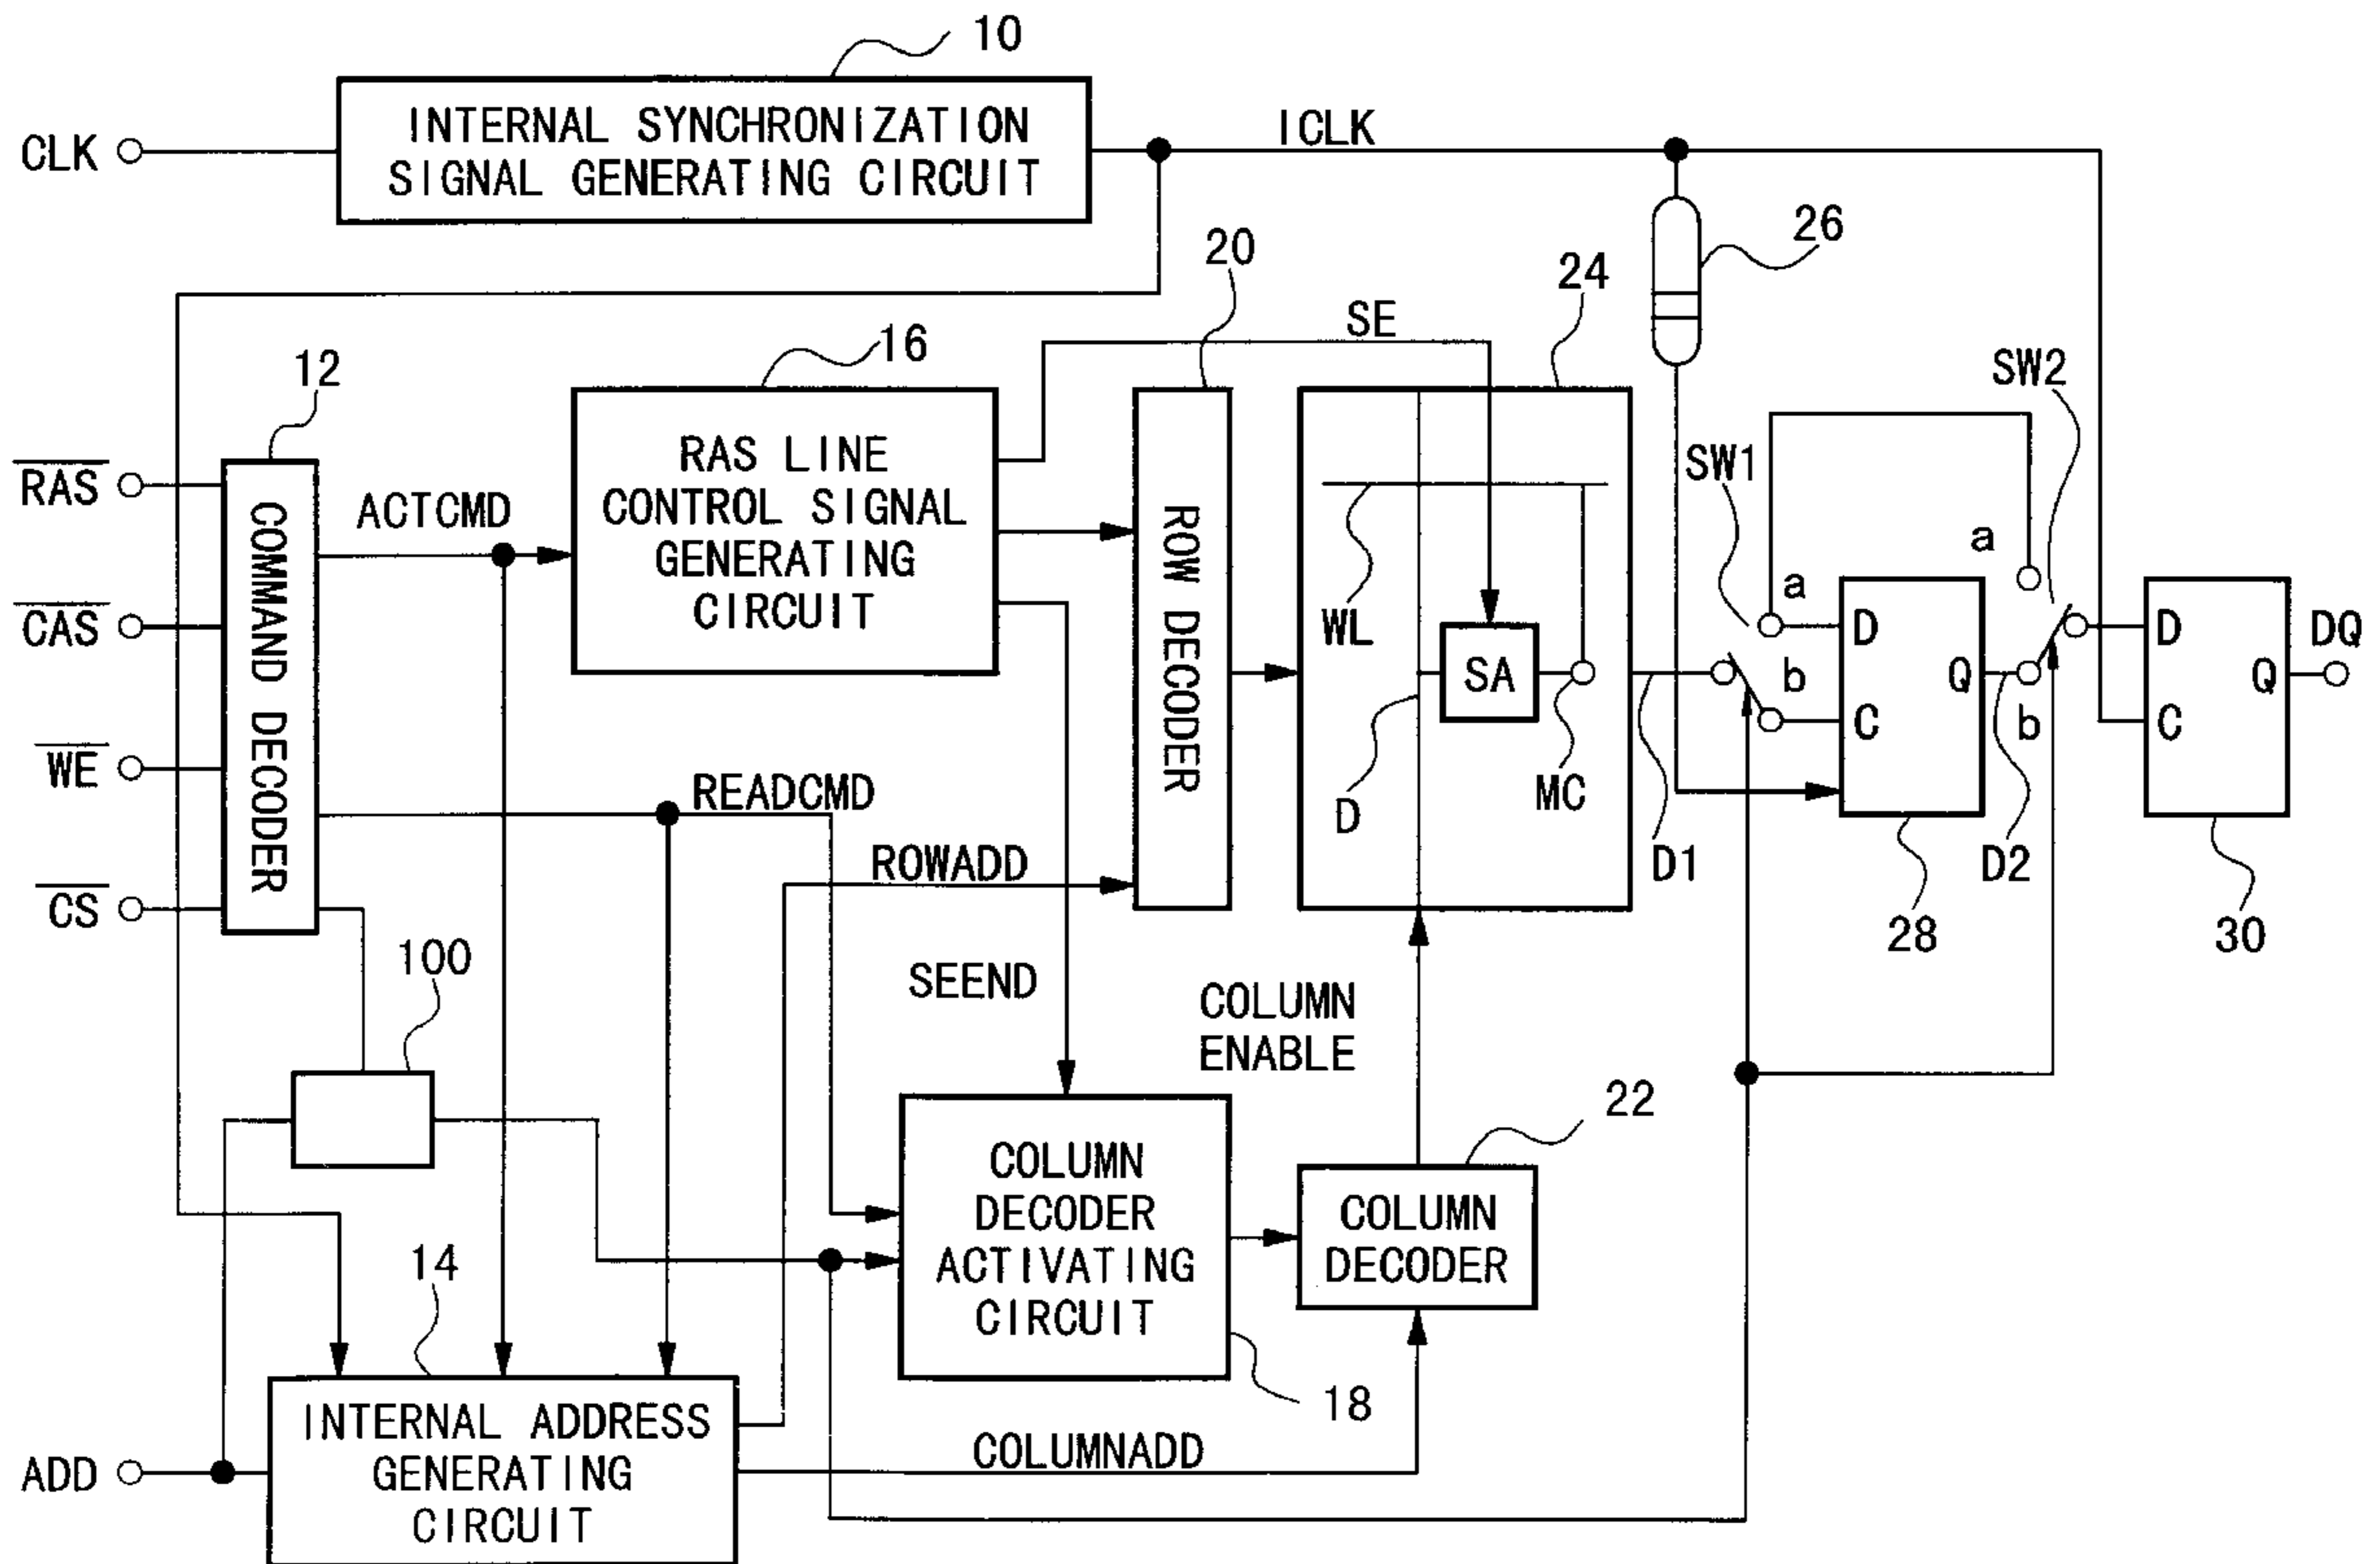 10
INTERNAL SYNCHRONIZATION
SIGNAL GENERATING CIRCUIT
CLK
ICLK
26
20
24
SE
16
12
SW2
RAS
CAS
WE
CS
COMMAND DECODER
ACTCMD
RAS LINE
CONTROL SIGNAL
GENERATING
CIRCUIT
ROW DECODER
WL
SA
D
MC
SW1
a
a
b
b
D
C
Q
D
C
Q
DQ
D1
D2
28
30
READCMD
ROWADD
100
SEEND
COLUMN
ENABLE
22
COLUMN
DECODER
ACTIVATING
CIRCUIT
COLUMN
DECODER
18
14
ADD
INTERNAL ADDRESS
GENERATING
CIRCUIT
COLUMNADD